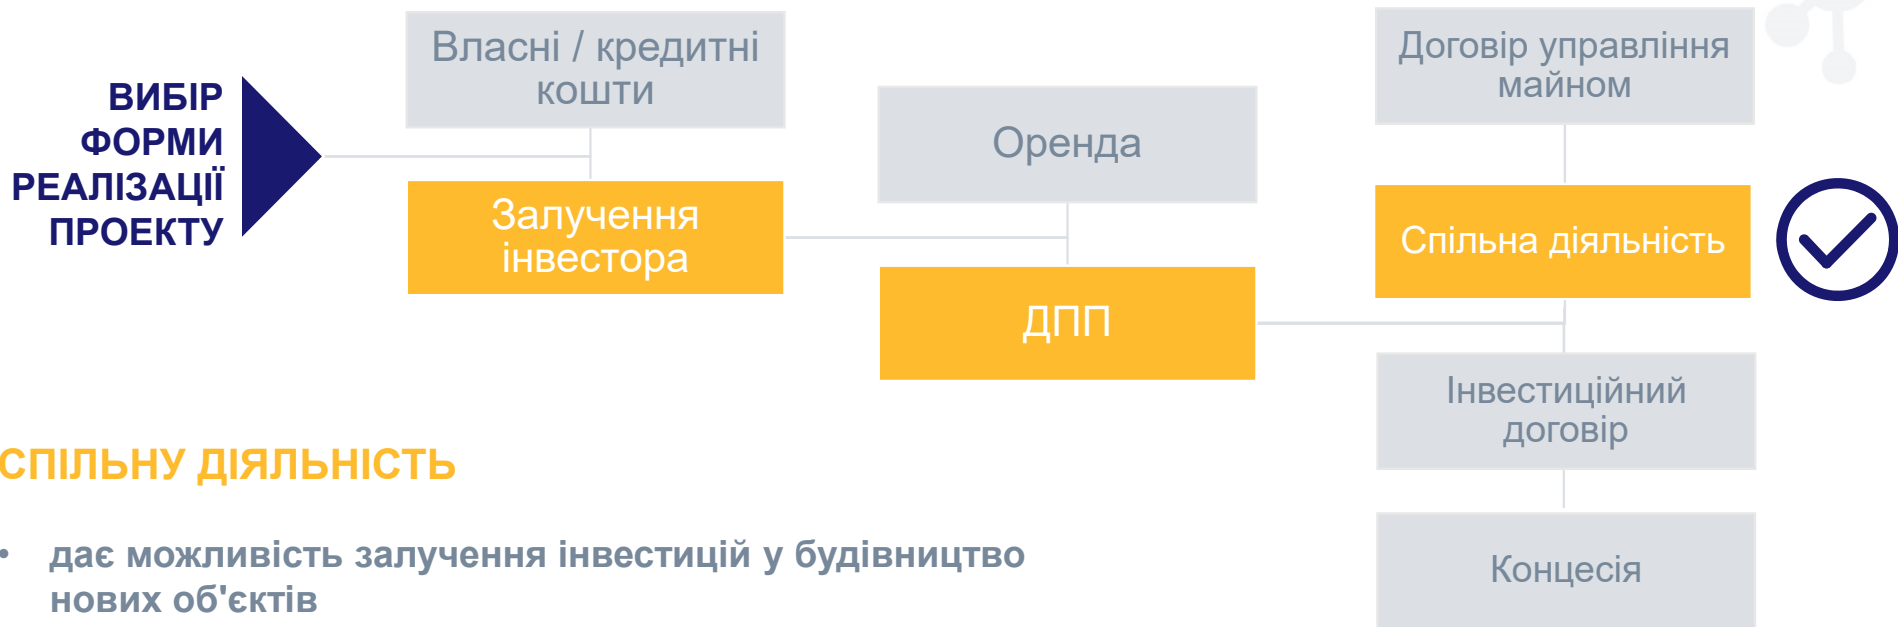 ВИБІР
ФОРМИ
РЕАЛІЗАЦІЇ
ПРОЕКТУ
Власні / кредитні
кошти
Залучення
інвестора
Оренда
ДПП
Договір управління
майном
Спільна діяльність
Інвестиційний
договір
Концесія
СПІЛЬНУ ДІЯЛЬНІСТЬ
• дає можливість залучення інвестицій у будівництво
нових об'єктів